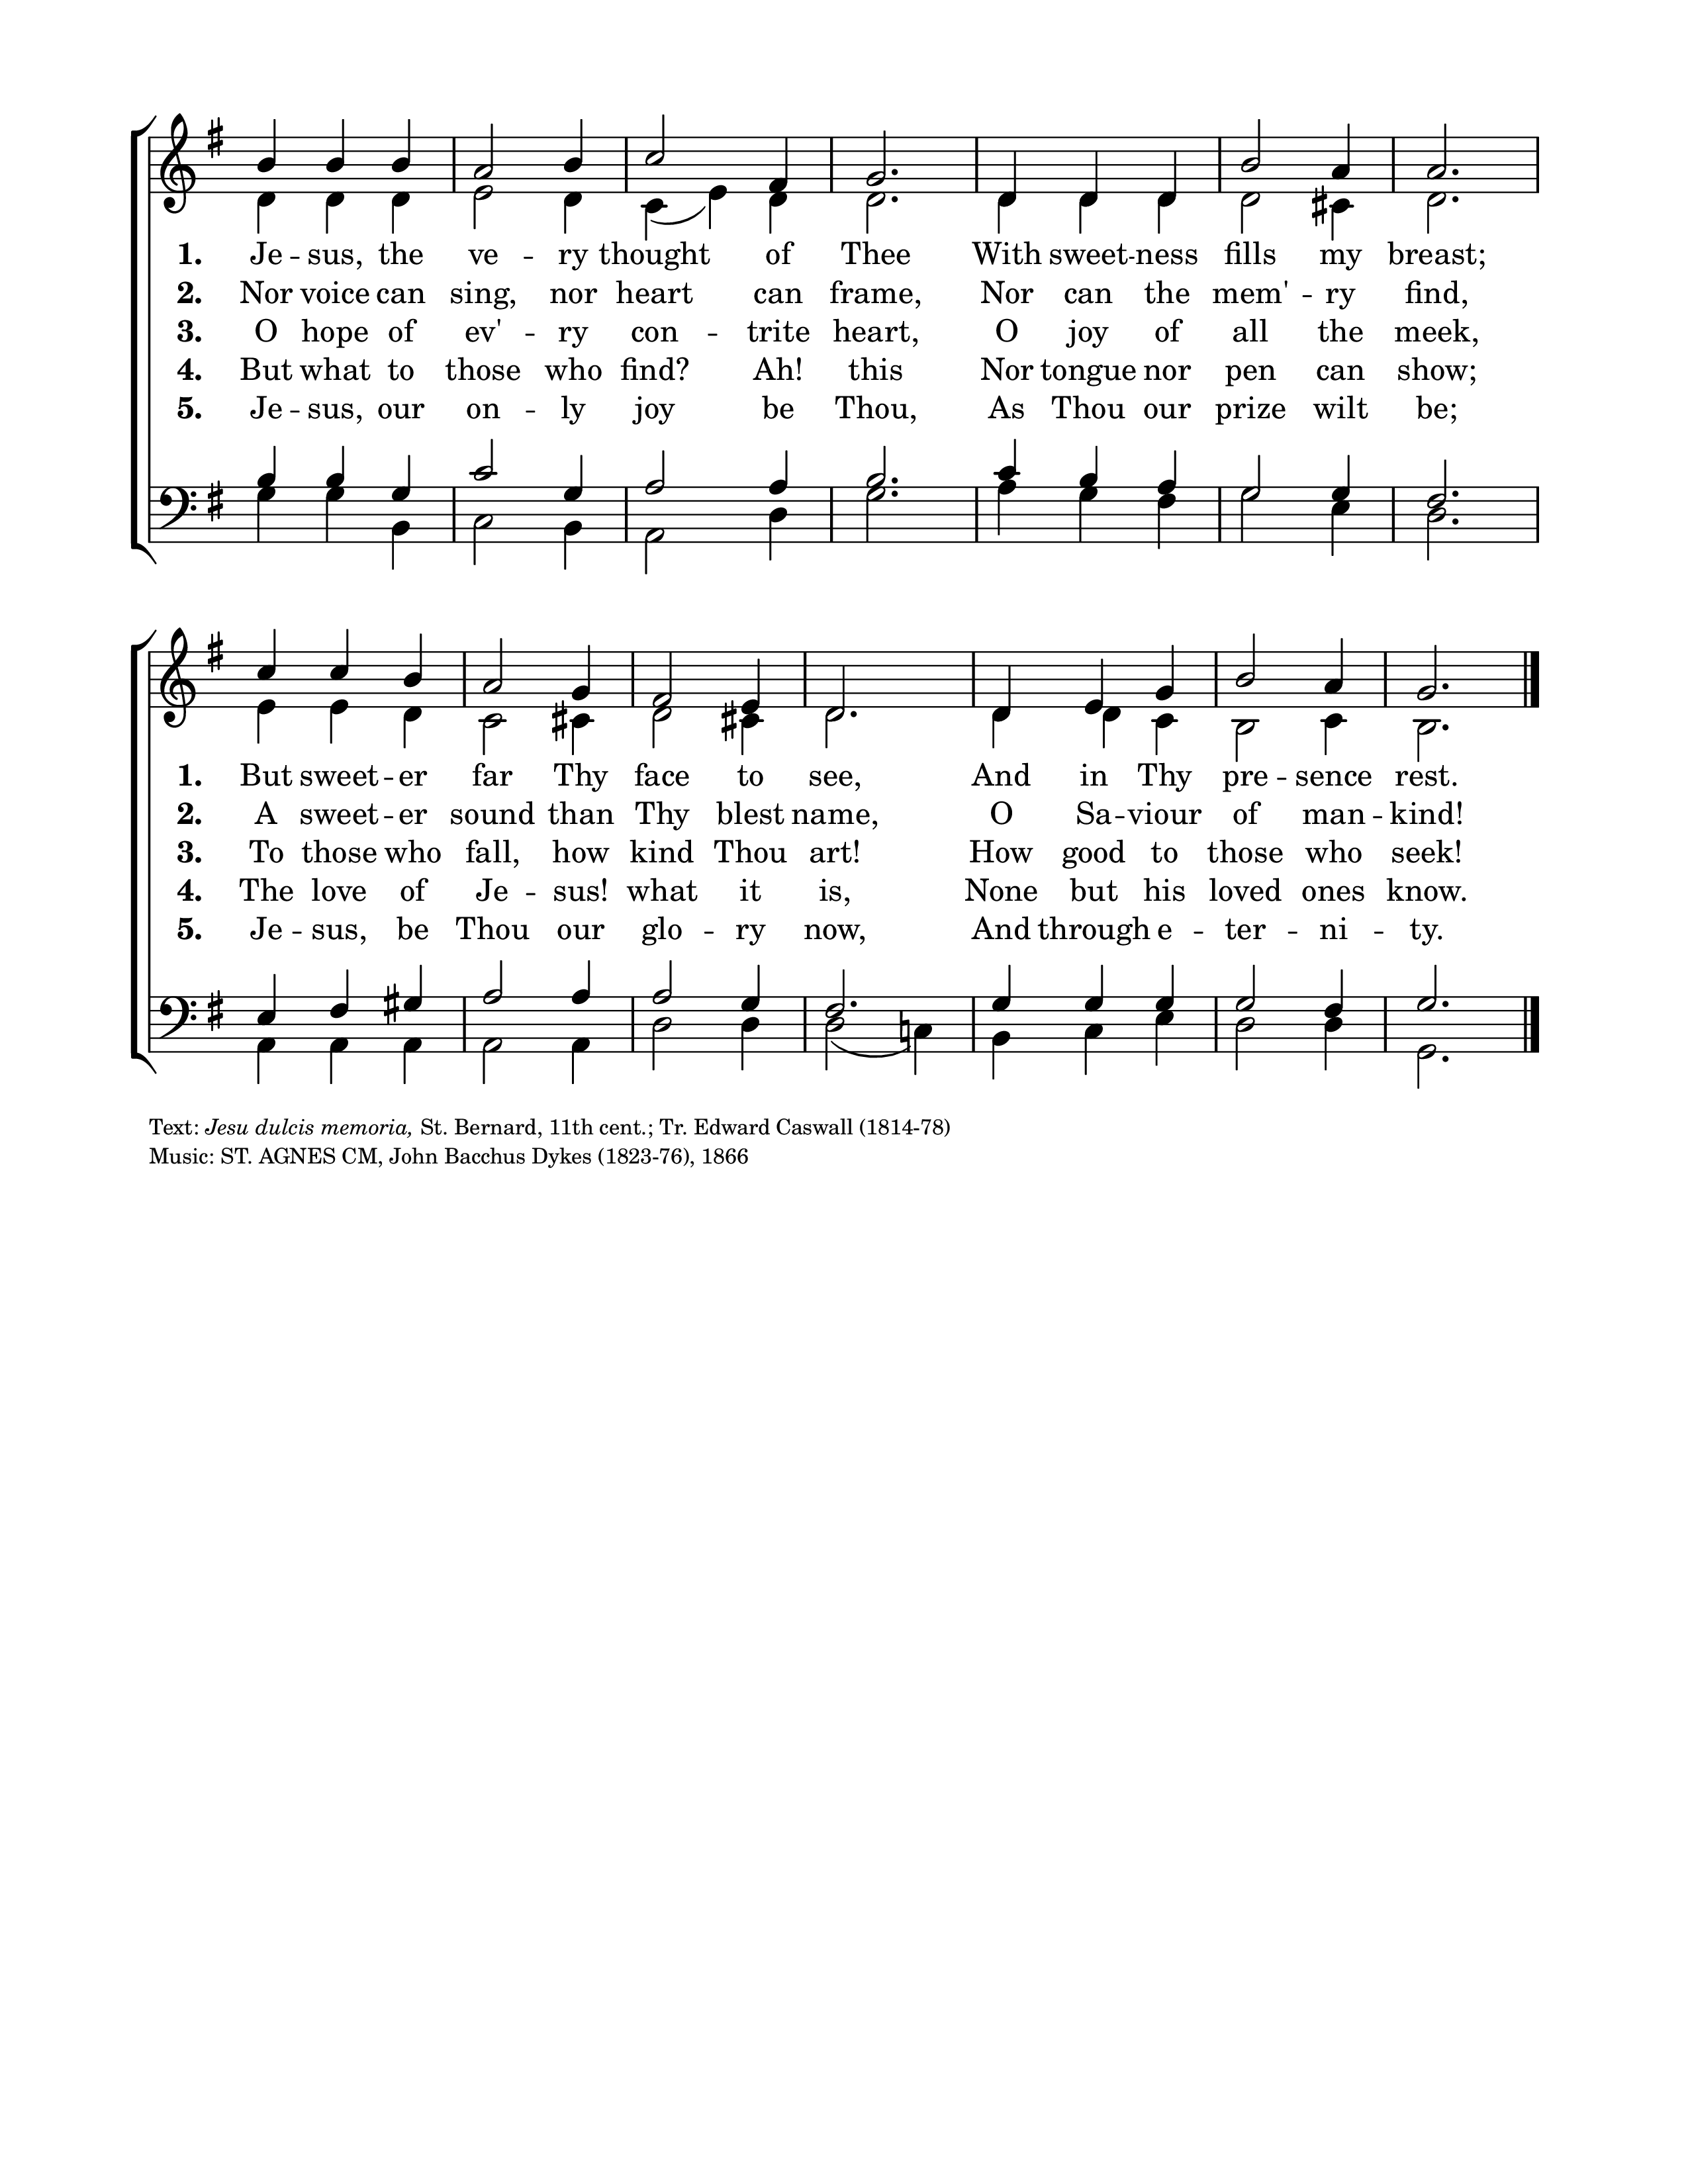 1. Je -- sus, the ve -- ry thought of Thee With sweet -- ness fills my breast;
2. Nor voice can sing, nor heart can frame, Nor can the mem' -- ry find,
3. O hope of ev' -- ry con -- trite heart, O joy of all the meek,
4. But what to those who find? Ah! this Nor tongue nor pen can show;
5. Je -- sus, our on -- ly joy be Thou, As Thou our prize wilt be;
1. But sweet -- er far Thy face to see, And in Thy pre -- sence rest.
2. A sweet -- er sound than Thy blest name, O Sa -- viour of man -- kind!
3. To those who fall, how kind Thou art! How good to those who seek!
4. The love of Je -- sus! what it is, None but his loved ones know.
5. Je -- sus, be Thou our glo -- ry now, And through e -- ter -- ni -- ty.
Text: Jesu dulcis memoria, St. Bernard, 11th cent.; Tr. Edward Caswall (1814-78)
Music: ST. AGNES CM, John Bacchus Dykes (1823-76), 1866